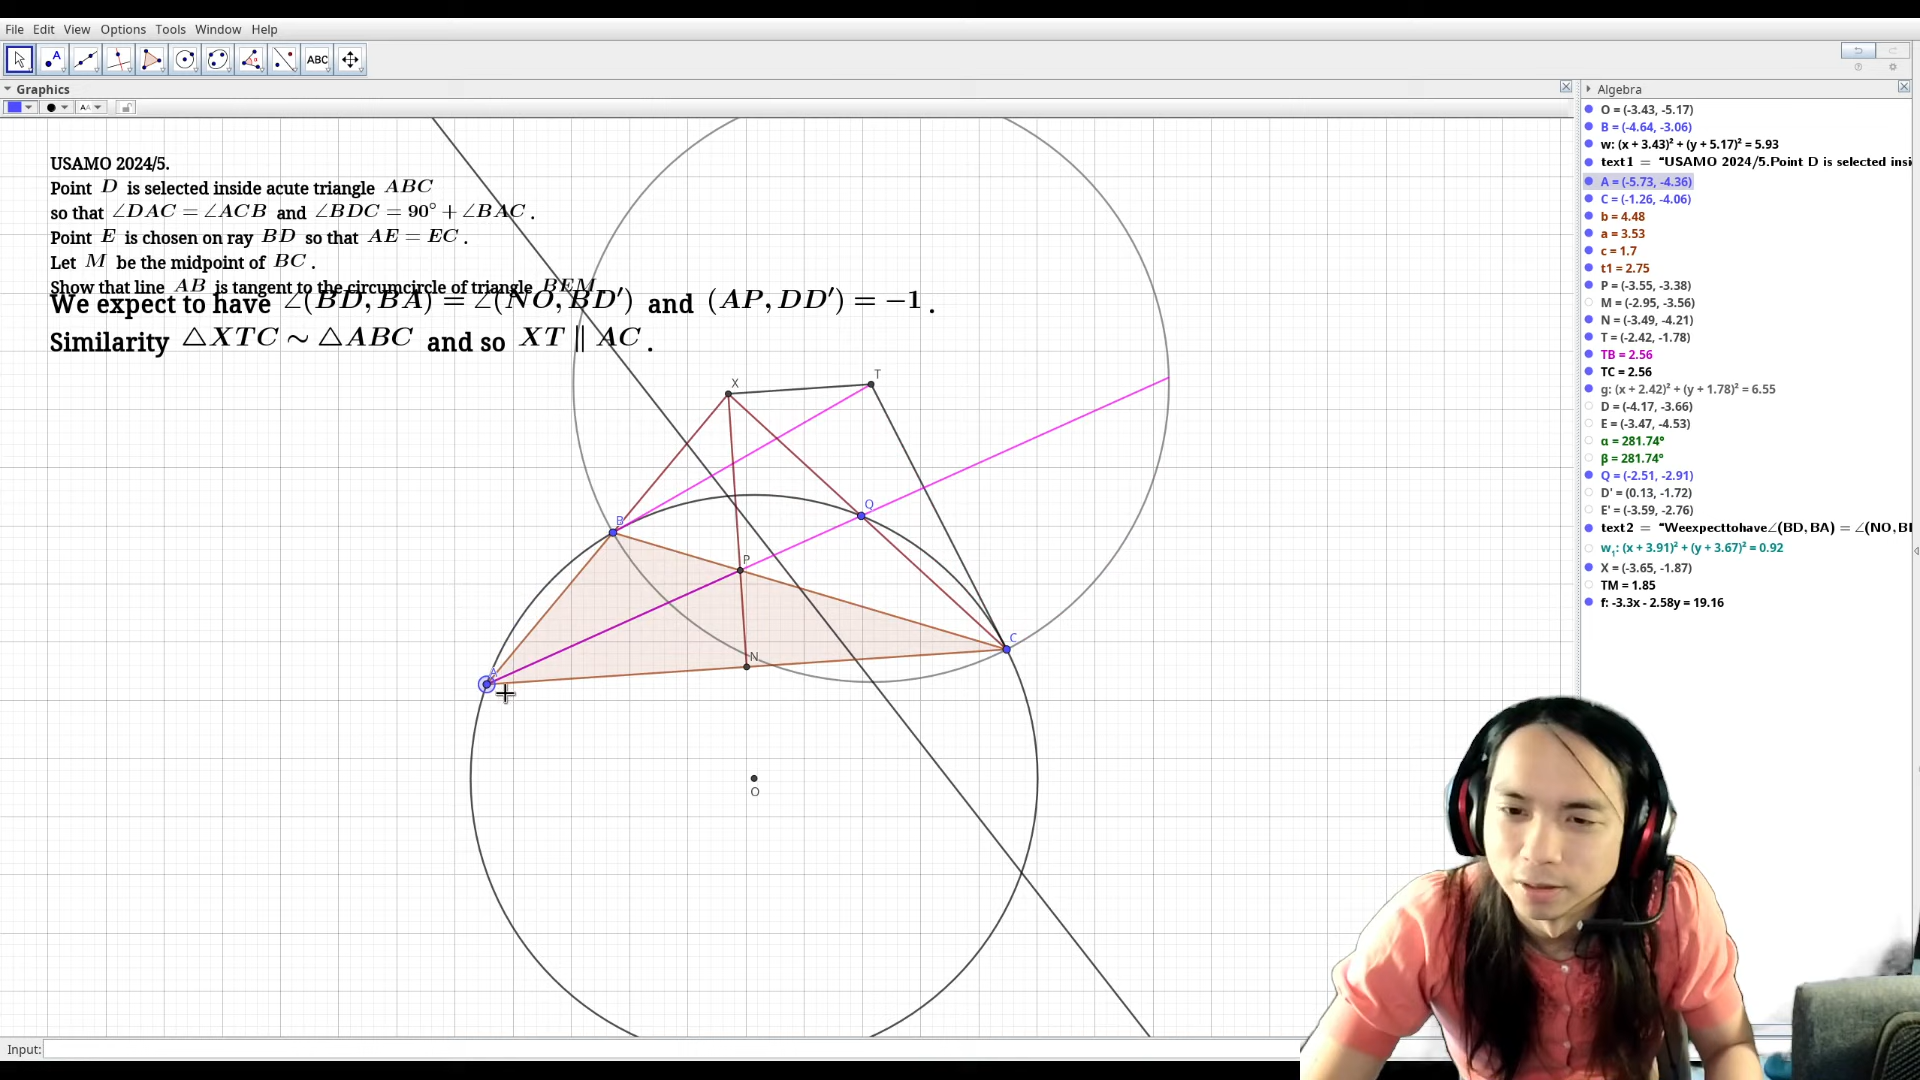 File Edit View Options Tools Window Help
A
ABC
Graphics
AA
Algebra
USAMO 2024/5.
Point D is selected inside acute triangle ABC
so that ∠DAC = ∠ACB and ∠BDC = 90° + ∠BAC .
Point E is chosen on ray BD so that AE = EC .
Let M be the midpoint of BC .
Show that line AB is tangent to the circumcircle of triangle BEM
We expect to have ∠(BD, BA) = ∠(NO, BD′) and (AP, DD′) = −1 .
Similarity △XTC ∼ △ABC and so XT ∥ AC .
X
T
Q
B
P
C
N
A
O
O = (-3.43, -5.17)
B = (-4.64, -3.06)
w: (x + 3.43)² + (y + 5.17)² = 5.93
text1 = "USAMO 2024/5.Point D is selected insi
A = (-5.73, -4.36)
C = (-1.26, -4.06)
b = 4.48
a = 3.53
c = 1.7
t1 = 2.75
P = (-3.55, -3.38)
M = (-2.95, -3.56)
N = (-3.49, -4.21)
T = (-2.42, -1.78)
TB = 2.56
TC = 2.56
g: (x + 2.42)² + (y + 1.78)² = 6.55
D = (-4.17, -3.66)
E = (-3.47, -4.53)
α = 281.74°
β = 281.74°
Q = (-2.51, -2.91)
D' = (0.13, -1.72)
E' = (-3.59, -2.76)
text2 = "Weexpecttohave∠(BD, BA) = ∠(NO, BI
w₁: (x + 3.91)² + (y + 3.67)² = 0.92
X = (-3.65, -1.87)
TM = 1.85
f: -3.3x - 2.58y = 19.16
Input: